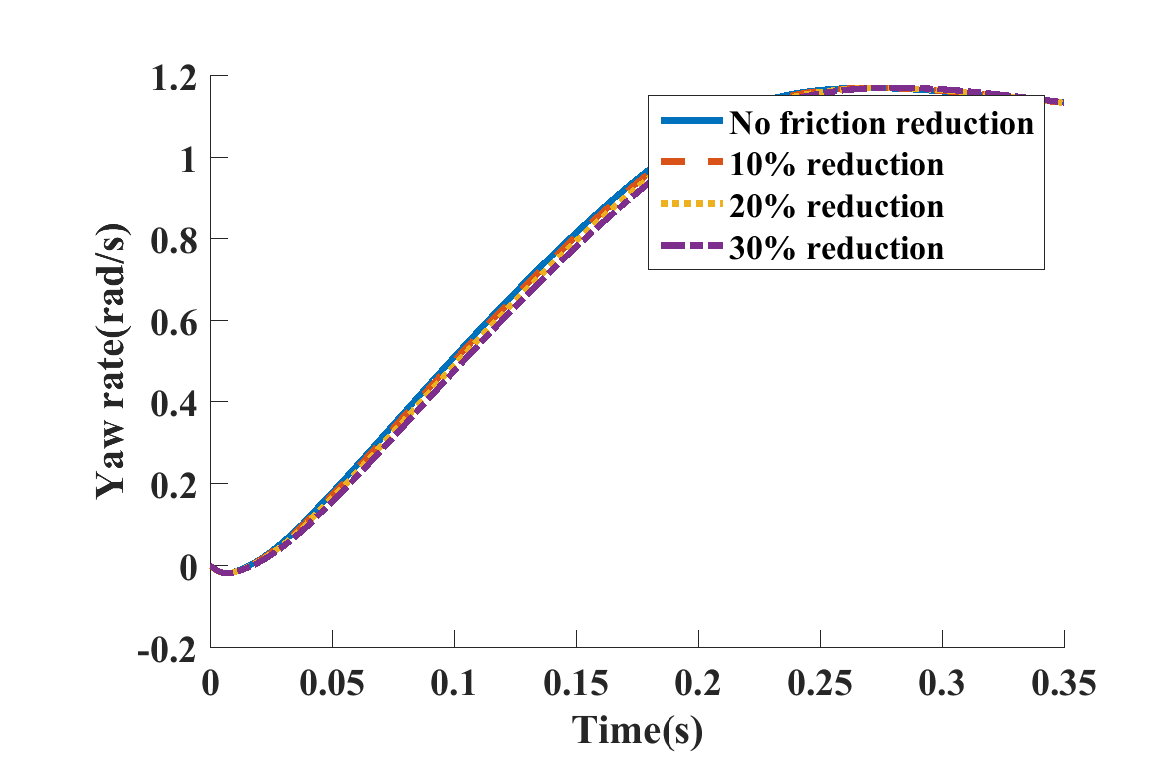 1.2
1
0.8
0.6
0.4
0.2
0
-0.2
Yaw rate(rad/s)
No friction reduction
10% reduction
20% reduction
30% reduction
0 0.05 0.1 0.15 0.2 0.25 0.3 0.35
Time(s)